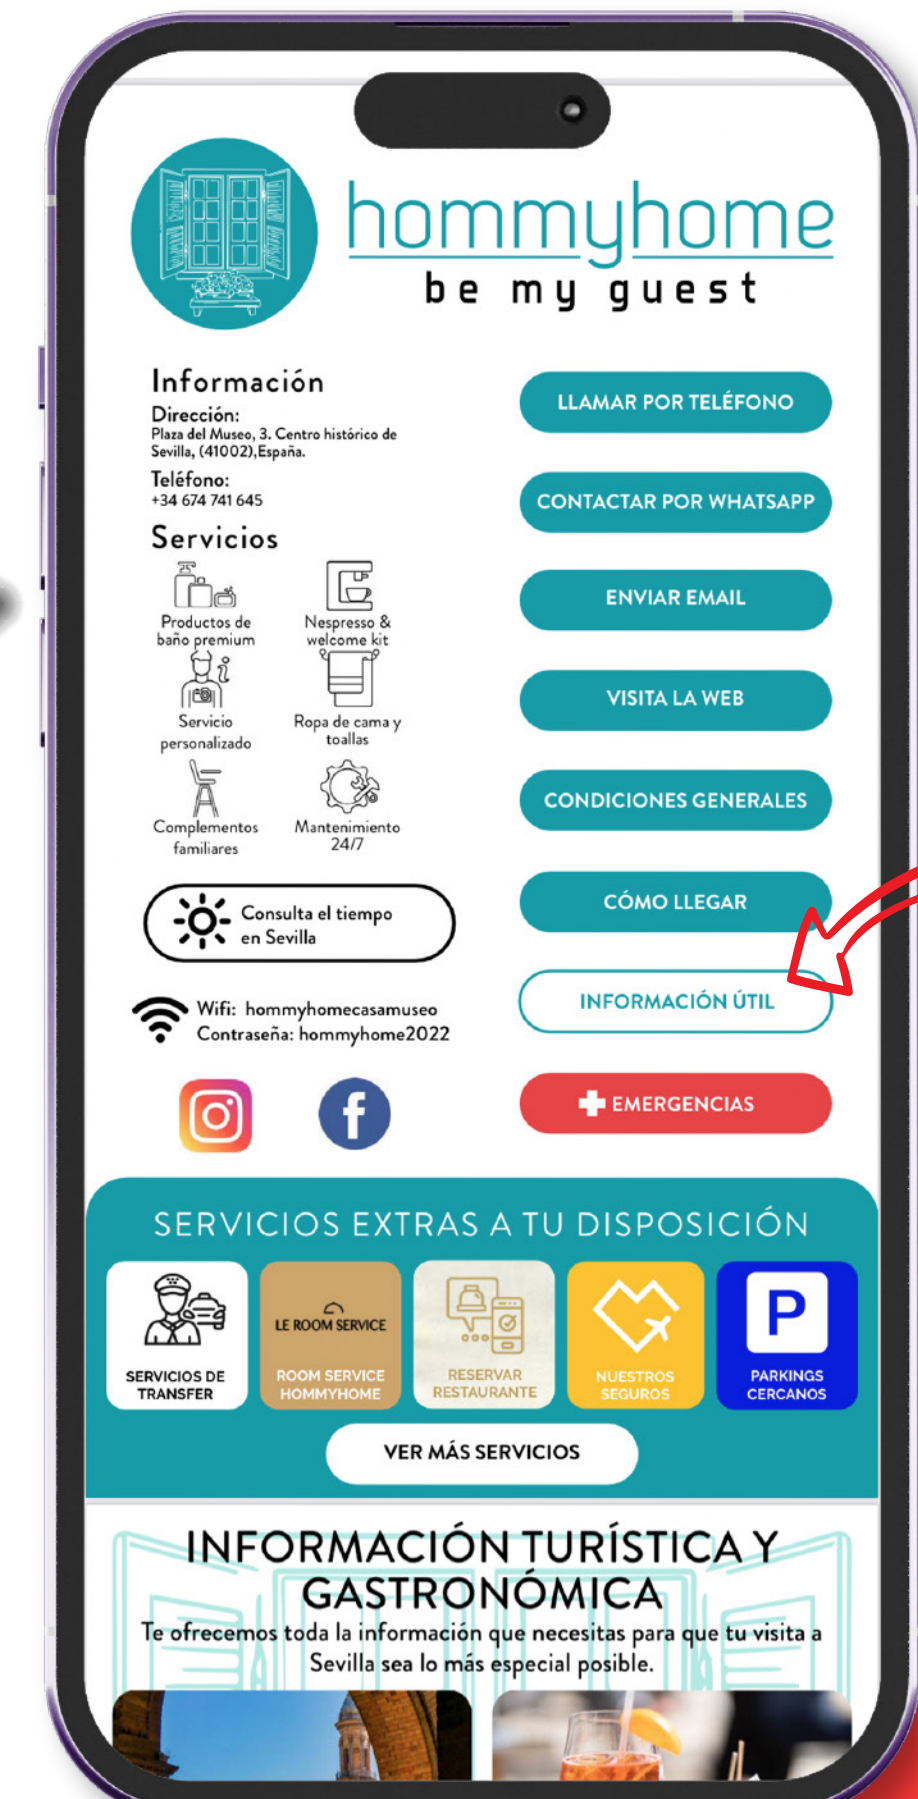 hommyhome
be my guest
Información
Dirección:
Plaza del Museo, 3. Centro histórico de
Sevilla, (41002),España.
Teléfono:
+34 674 741 645
Servicios
Productos de
baño premium
Nespresso &
welcome kit
Servicio
personalizado
Ropa de cama y
toallas
Complementos
familiares
Mantenimiento
24/7
Consulta el tiempo
en Sevilla
Wifi: hommyhomecasamuseo
Contraseña: hommyhome2022
LLAMAR POR TELÉFONO
CONTACTAR POR WHATSAPP
ENVIAR EMAIL
VISITA LA WEB
CONDICIONES GENERALES
CÓMO LLEGAR
INFORMACIÓN ÚTIL
EMERGENCIAS
SERVICIOS EXTRAS A TU DISPOSICIÓN
SERVICIOS DE
TRANSFER
LE ROOM SERVICE
ROOM SERVICE
HOMMYHOME
RESERVAR
RESTAURANTE
NUESTROS
SEGUROS
P
PARKINGS
CERCANOS
VER MÁS SERVICIOS
INFORMACIÓN TURÍSTICA Y
GASTRONÓMICA
Te ofrecemos toda la información que necesitas para que tu visita a
Sevilla sea lo más especial posible.